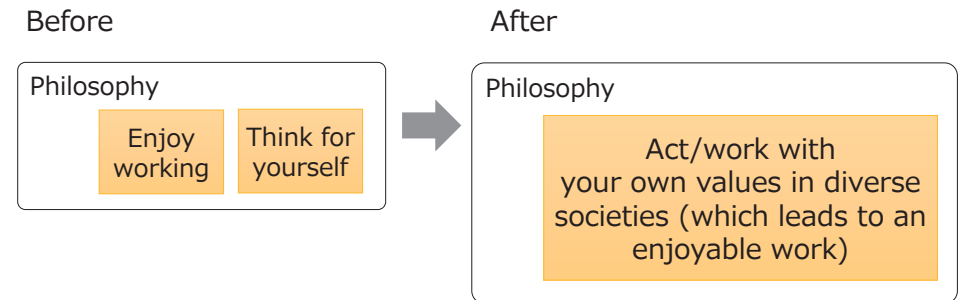 Before
After
Philosophy
Enjoy
working
Think for
yourself
Philosophy
Act/work with
your own values in diverse
societies (which leads to an
enjoyable work)